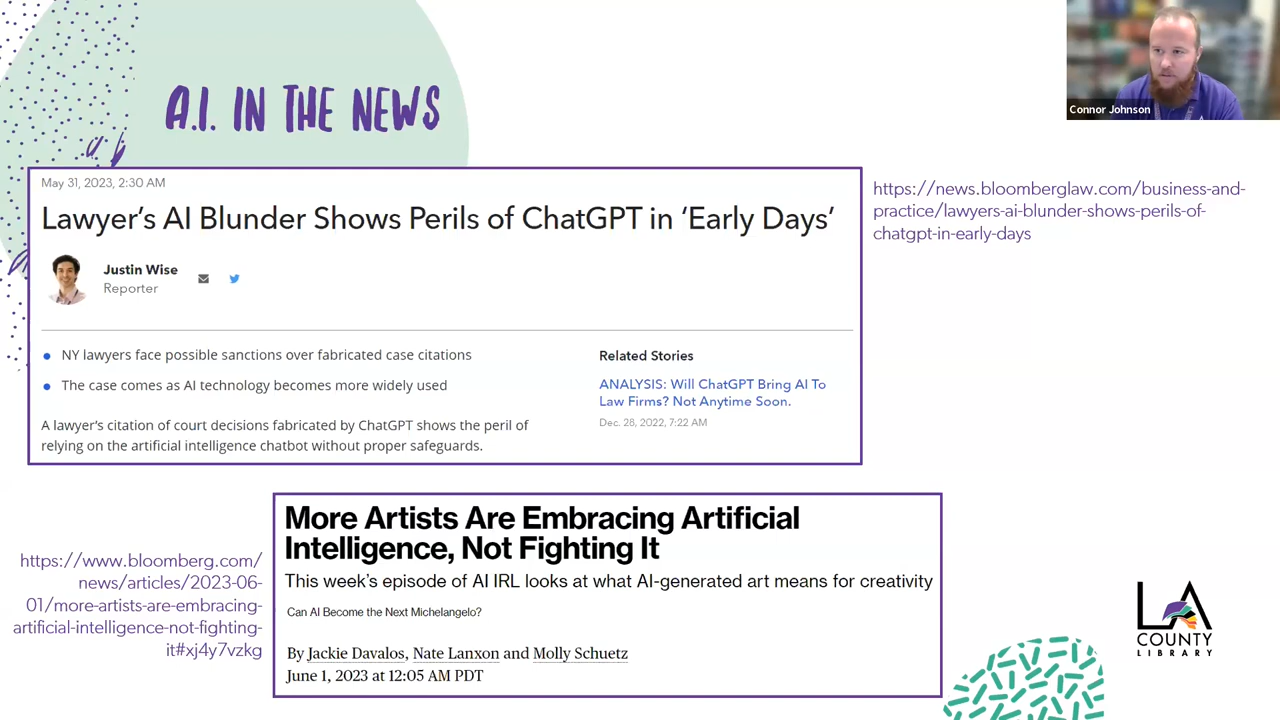 A.I. IN THE NEWS
Connor Johnson
May 31, 2023, 2:30 AM
Lawyer's AI Blunder Shows Perils of ChatGPT in 'Early Days'
Justin Wise
Reporter
NY lawyers face possible sanctions over fabricated case citations
The case comes as AI technology becomes more widely used
A lawyer's citation of court decisions fabricated by ChatGPT shows the peril of
relying on the artificial intelligence chatbot without proper safeguards.
Related Stories
ANALYSIS: Will ChatGPT Bring AI To
Law Firms? Not Anytime Soon.
Dec. 28, 2022, 7:22 AM
https://news.bloomberglaw.com/business-and-
practice/lawyers-ai-blunder-shows-perils-of-
chatgpt-in-early-days
https://www.bloomberg.com/
news/articles/2023-06-
01/more-artists-are-embracing-
artificial-intelligence-not-fighting-
it#xj4y7vzkg
More Artists Are Embracing Artificial
Intelligence, Not Fighting It
This week's episode of AI IRL looks at what AI-generated art means for creativity
Can AI Become the Next Michelangelo?
By Jackie Davalos, Nate Lanxon and Molly Schuetz
June 1, 2023 at 12:05 AM PDT
LA
COUNTY
LIBRARY